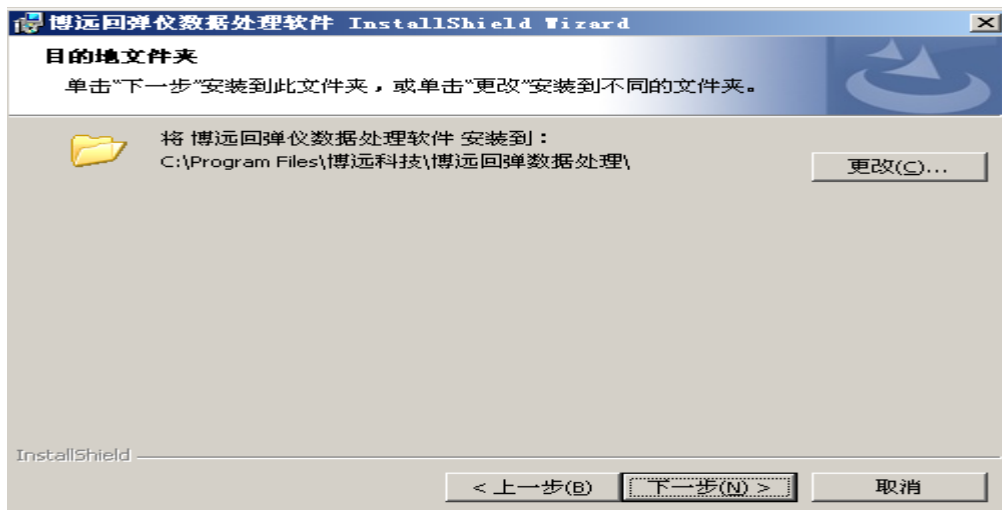 博远回弹仪数据处理软件 InstallShield Wizard
目的地文件夹
单击“下一步”安装到此文件夹，或单击“更改”安装到不同的文件夹。
将 博远回弹仪数据处理软件 安装到：
C:\Program Files\博远科技\博远回弹数据处理\
更改(C)...
InstallShield
< 上一步(B)
下一步(N) >
取消